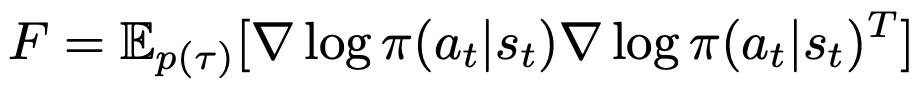 F = 𝔼_{p(τ)}[∇ log π(a_t|s_t)∇ log π(a_t|s_t)^T]